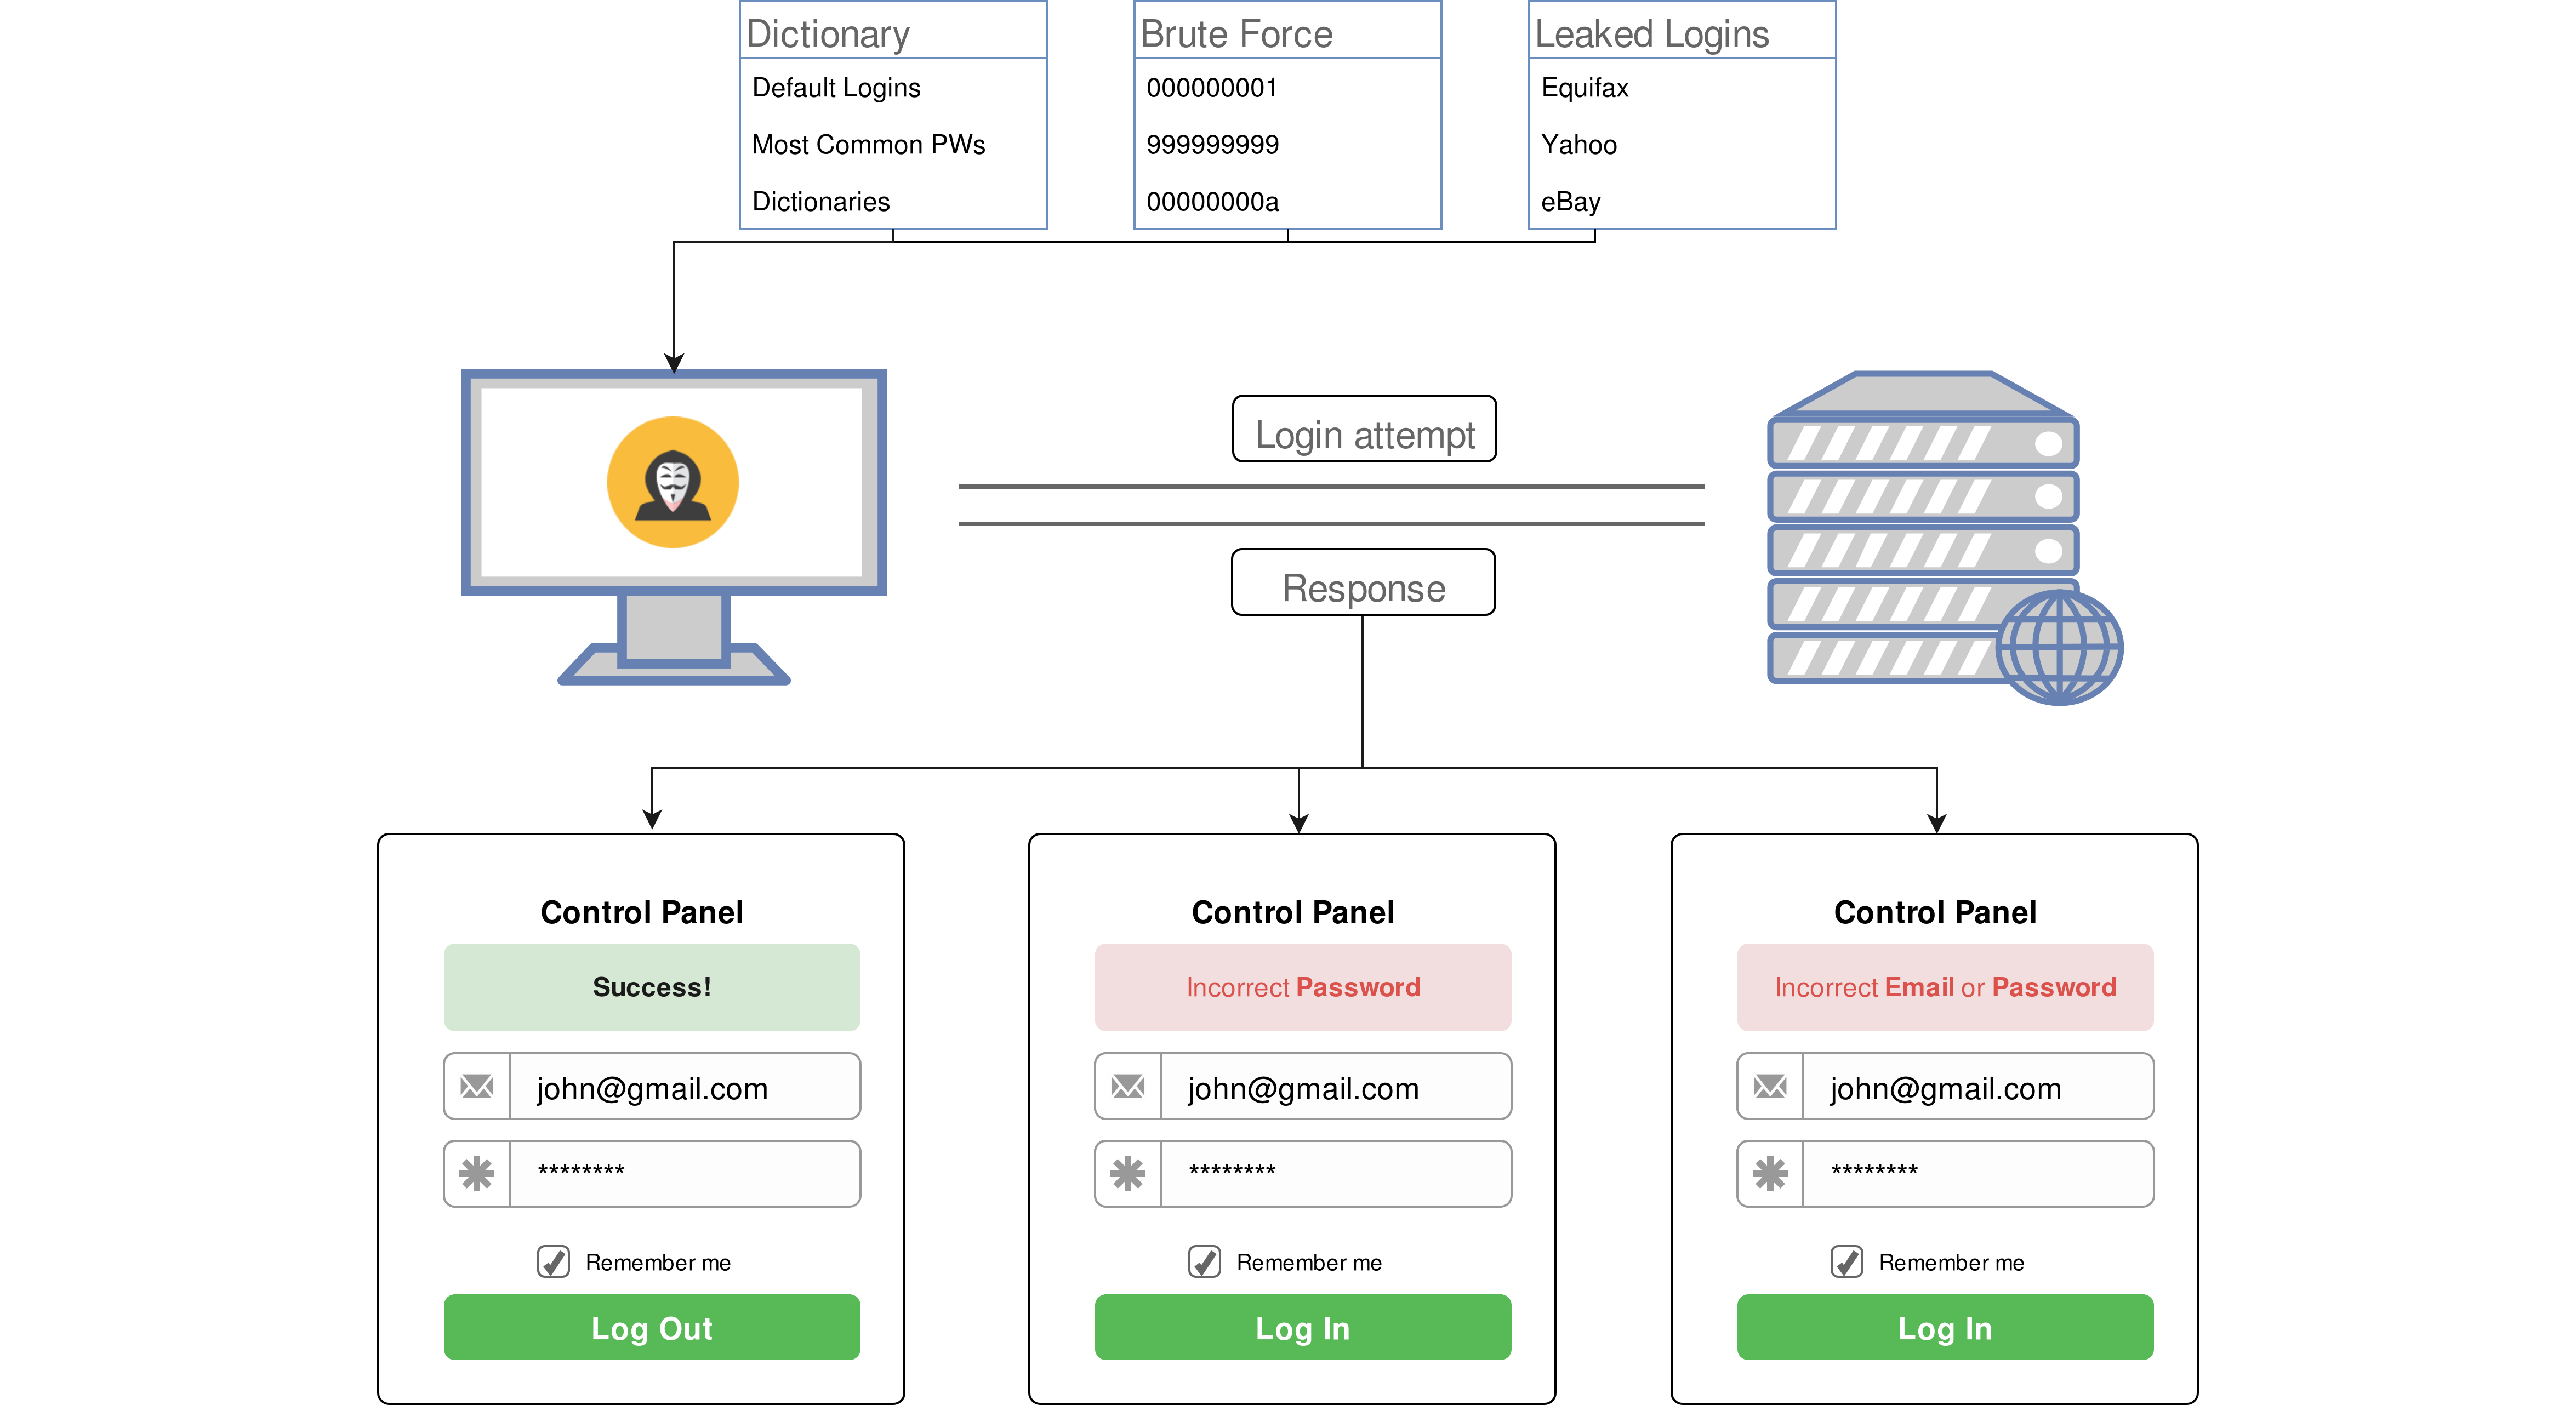 Dictionary
Default Logins
Most Common PWs
Dictionaries
Brute Force
000000001
999999999
00000000a
Leaked Logins
Equifax
Yahoo
eBay
Login attempt
Response
Control Panel
Success!
john@gmail.com
********
Remember me
Log Out
Control Panel
Incorrect Password
john@gmail.com
********
Remember me
Log In
Control Panel
Incorrect Email or Password
john@gmail.com
********
Remember me
Log In